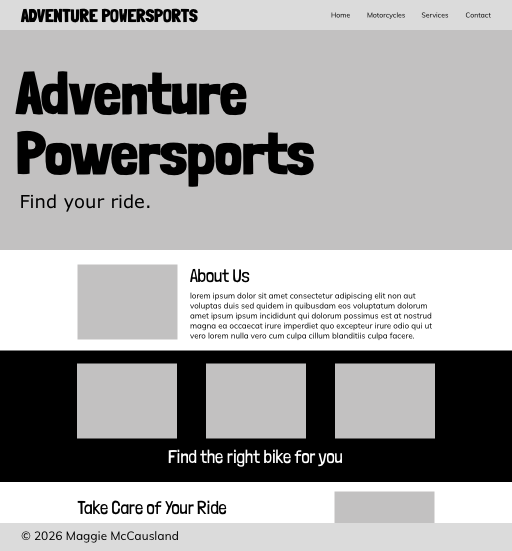 ADVENTURE POWERSPORTS
Home Motorcycles Services Contact
Adventure
Powersports
Find your ride.
About Us
lorem ipsum dolor sit amet consectetur adipiscing elit non aut
voluptas duis sed quidem in quibusdam eos voluptatum dolorum
amet ipsum ipsum incididunt qui dolorum possimus est at nostrud
magna ea occaecat irure imperdiet quo excepteur irure odio qui ut
vero lorem nulla vero cum culpa cillum blanditiis culpa facere.
Find the right bike for you
Take Care of Your Ride
© 2026 Maggie McCausland